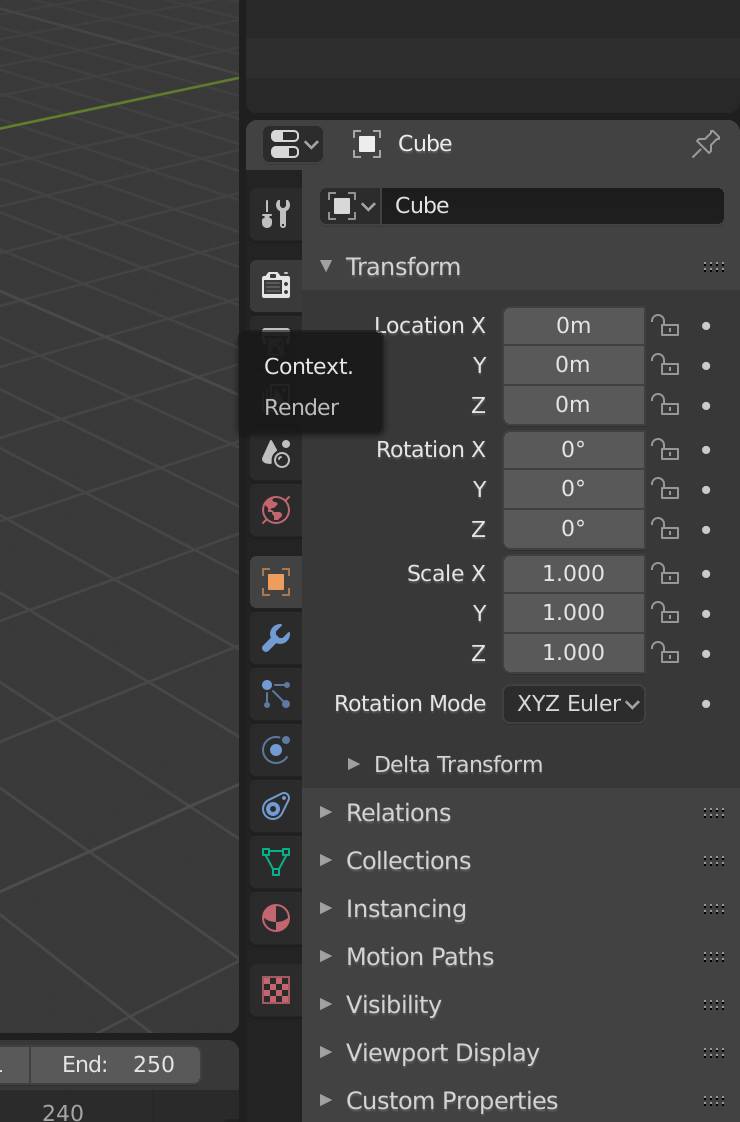 Cube
Cube
Transform
Location X 0m
Y 0m
Z 0m
Context.
Render
Rotation X 0°
Y 0°
Z 0°
Scale X 1.000
Y 1.000
Z 1.000
Rotation Mode XYZ Euler
Delta Transform
Relations
Collections
Instancing
Motion Paths
Visibility
Viewport Display
Custom Properties
End: 250
240